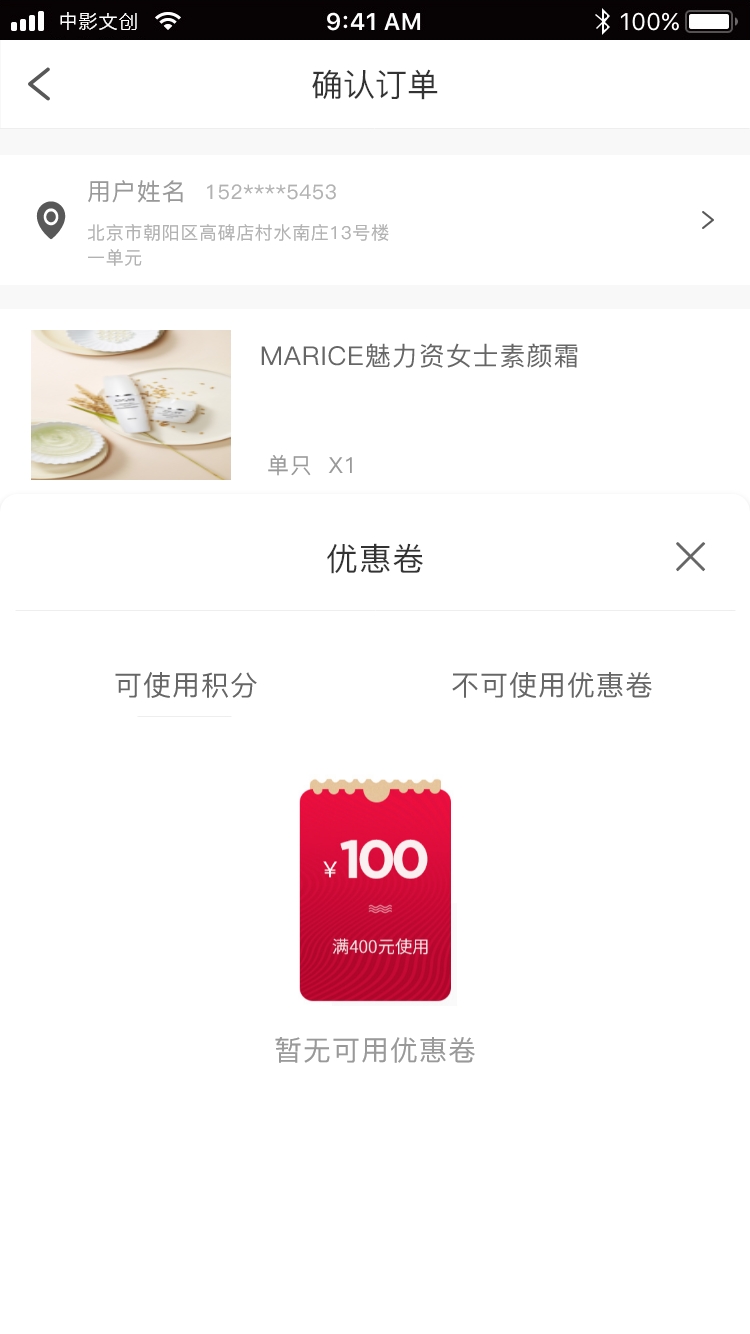 中影文创 9:41 AM 100%
确认订单
用户姓名 152****5453
北京市朝阳区高碑店村水南庄13号楼
一单元
MARICE魅力资女士素颜霜
单只 X1
优惠卷
可使用积分 不可使用优惠卷
¥100
满400元使用
暂无可用优惠卷